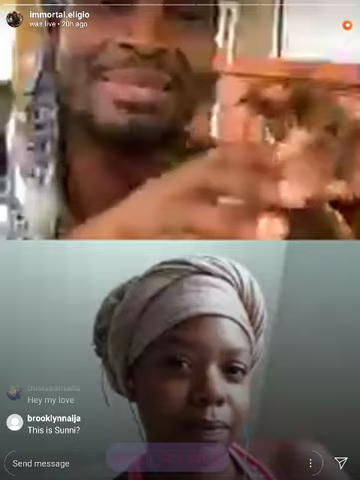 immortal.eligio
was live • 20h ago
Hey my love
brooklynnaija
This is Sunni?
Send message